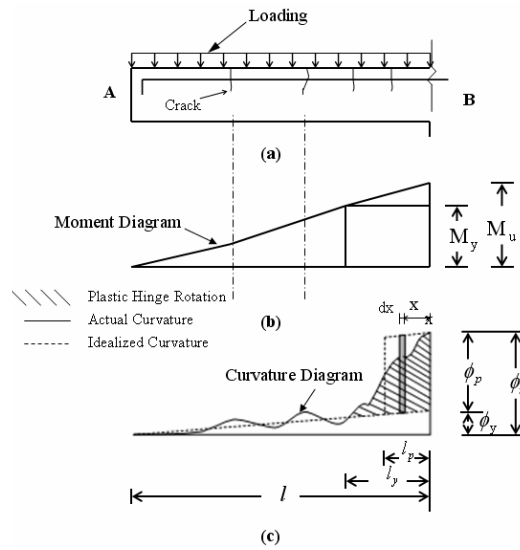 Loading
A
Crack
B
(a)
Moment Diagram
M_y
M_u
Plastic Hinge Rotation
Actual Curvature
Idealized Curvature
(b)
dx
x
Curvature Diagram
ϕ_p
ϕ_y
l_p
l_y
l
(c)